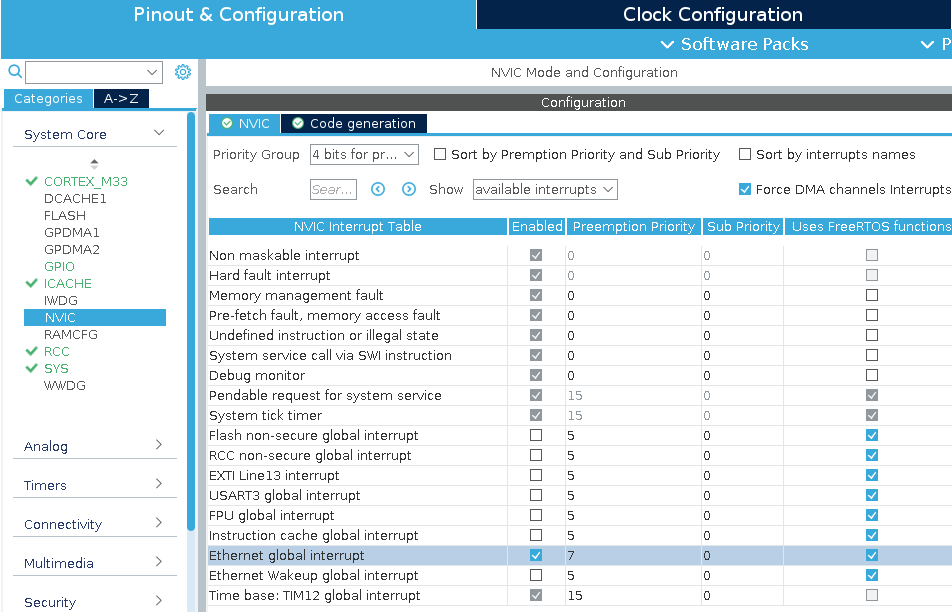 Pinout & Configuration
Clock Configuration
Software Packs
P
NVIC Mode and Configuration
Categories
A->Z
Configuration
System Core
CORTEX_M33
DCACHE1
FLASH
GPDMA1
GPDMA2
GPIO
ICACHE
IWDG
NVIC
RAMCFG
RCC
SYS
WWDG
Analog
Timers
Connectivity
Multimedia
Security
NVIC
Code generation
Priority Group
4 bits for pr...
Sort by Premption Priority and Sub Priority
Sort by interrupts names
Search
Sear...
Show
available interrupts
Force DMA channels Interrupts
NVIC Interrupt Table Enabled Preemption Priority Sub Priority Uses FreeRTOS functions
Non maskable interrupt 0 0
Hard fault interrupt 0 0
Memory management fault 0 0
Pre-fetch fault, memory access fault 0 0
Undefined instruction or illegal state 0 0
System service call via SWI instruction 0 0
Debug monitor 0 0
Pendable request for system service 15 0
System tick timer 15 0
Flash non-secure global interrupt 5 0
RCC non-secure global interrupt 5 0
EXTI Line13 interrupt 5 0
USART3 global interrupt 5 0
FPU global interrupt 5 0
Instruction cache global interrupt 5 0
Ethernet global interrupt 7 0
Ethernet Wakeup global interrupt 5 0
Time base: TIM12 global interrupt 15 0